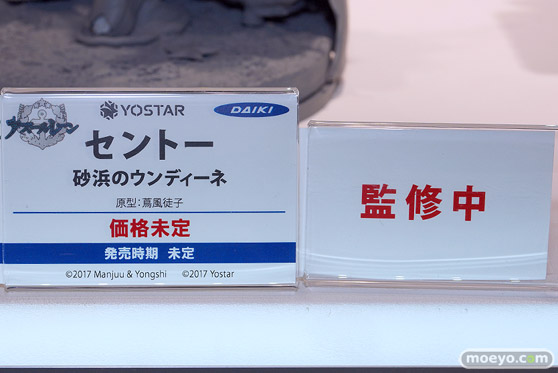 アズールレーン
YOSTAR
DAIKI
セントー
砂浜のウンディーネ
原型：蔦風徒子
価格未定
発売時期 未定
©2017 Manjuu & Yongshi ©2017 Yostar
監修中
moeyo.com